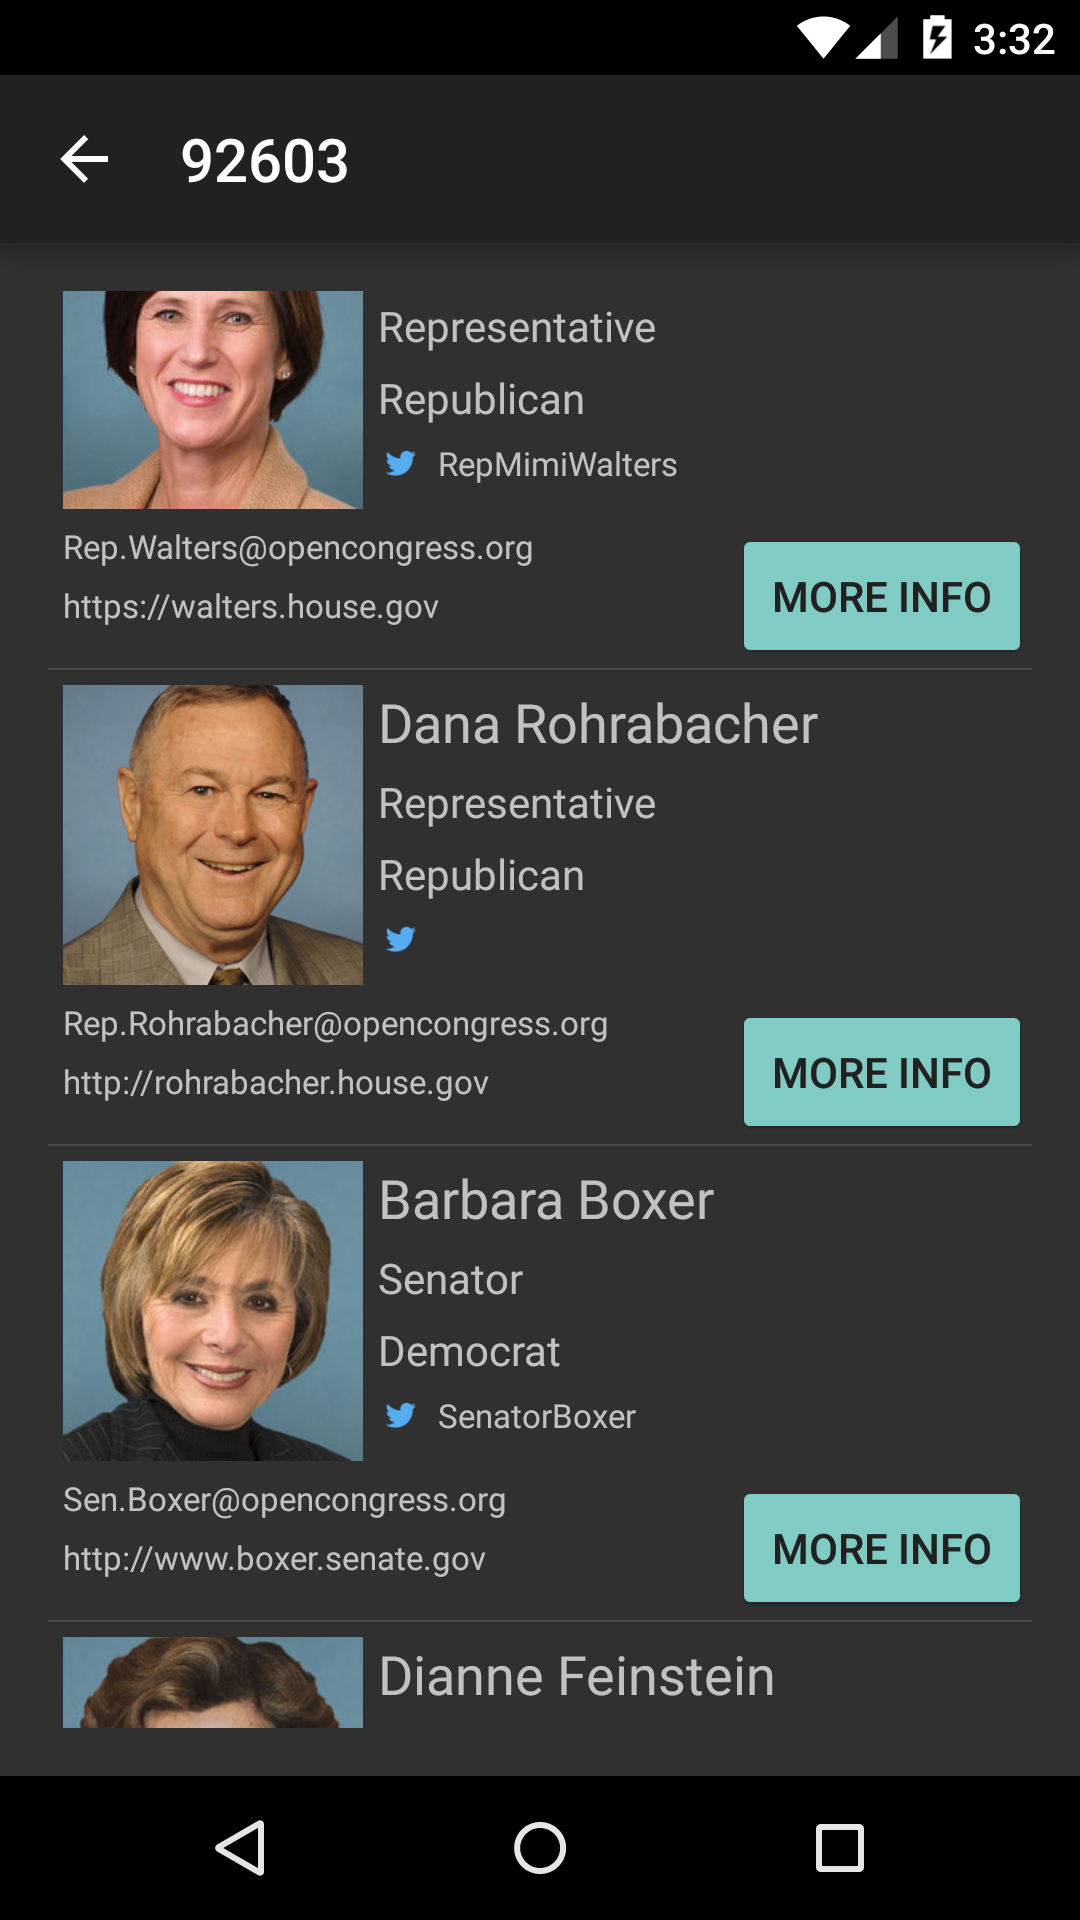 3:32
92603
Representative
Republican
RepMimiWalters
Rep.Walters@opencongress.org
https://walters.house.gov
MORE INFO
Dana Rohrabacher
Representative
Republican
Rep.Rohrabacher@opencongress.org
http://rohrabacher.house.gov
MORE INFO
Barbara Boxer
Senator
Democrat
SenatorBoxer
Sen.Boxer@opencongress.org
http://www.boxer.senate.gov
MORE INFO
Dianne Feinstein